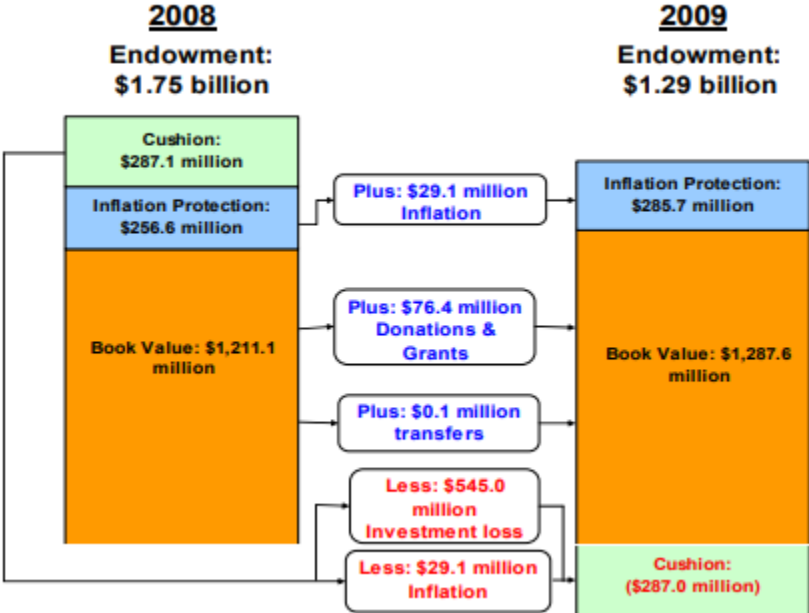 2008
Endowment:
$1.75 billion
2009
Endowment:
$1.29 billion
Cushion:
$287.1 million
Inflation Protection:
$256.6 million
Book Value: $1,211.1
million
Plus: $29.1 million
Inflation
Plus: $76.4 million
Donations &
Grants
Plus: $0.1 million
transfers
Less: $545.0
million
Investment loss
Less: $29.1 million
Inflation
Inflation Protection:
$285.7 million
Book Value: $1,287.6
million
Cushion:
($287.0 million)